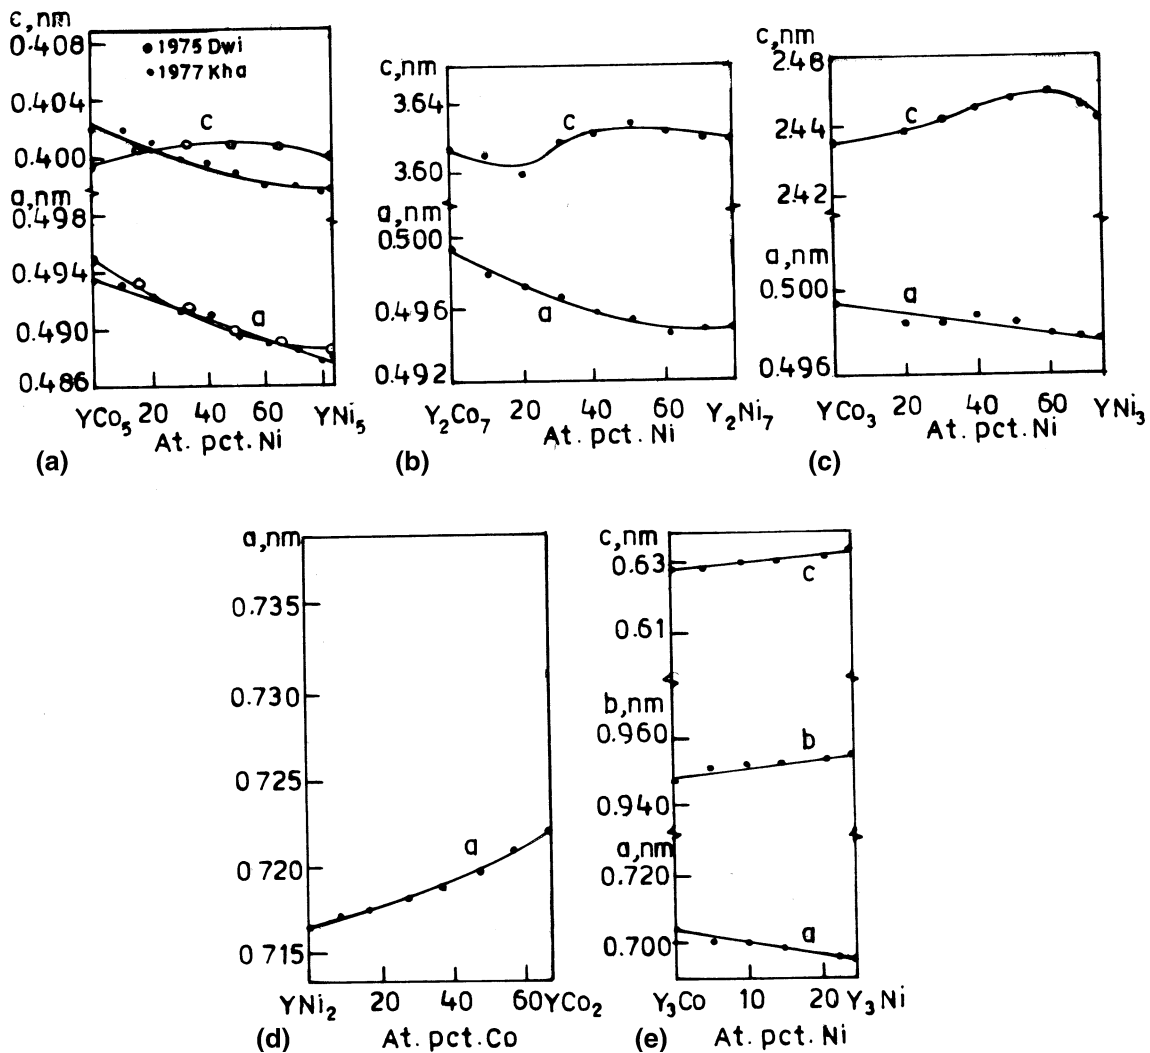 c, nm
0.408
● 1975 Dwi
• 1977 Kha
0.404
c
0.400
a, nm
0.498
0.494
a
0.490
0.486
YCo₅ 20 40 60 YNi₅
At. pct. Ni
(a)
c, nm
3.64
c
3.60
a, nm
0.500
0.496
a
0.492
Y₂Co₇ 20 40 60 Y₂Ni₇
At. pct. Ni
(b)
c, nm
2.48
c
2.44
2.42
a, nm
0.500
a
0.496
YCo₃ 20 40 60 YNi₃
At. pct. Ni
(c)
a, nm
0.735
0.730
0.725
a
0.720
0.715
YNi₂ 20 40 60 YCo₂
At. pct. Co
(d)
c, nm
0.63
c
0.61
b, nm
0.960
b
0.940
a, nm
0.720
a
0.700
Y₃Co 10 20 Y₃Ni
At. pct. Ni
(e)